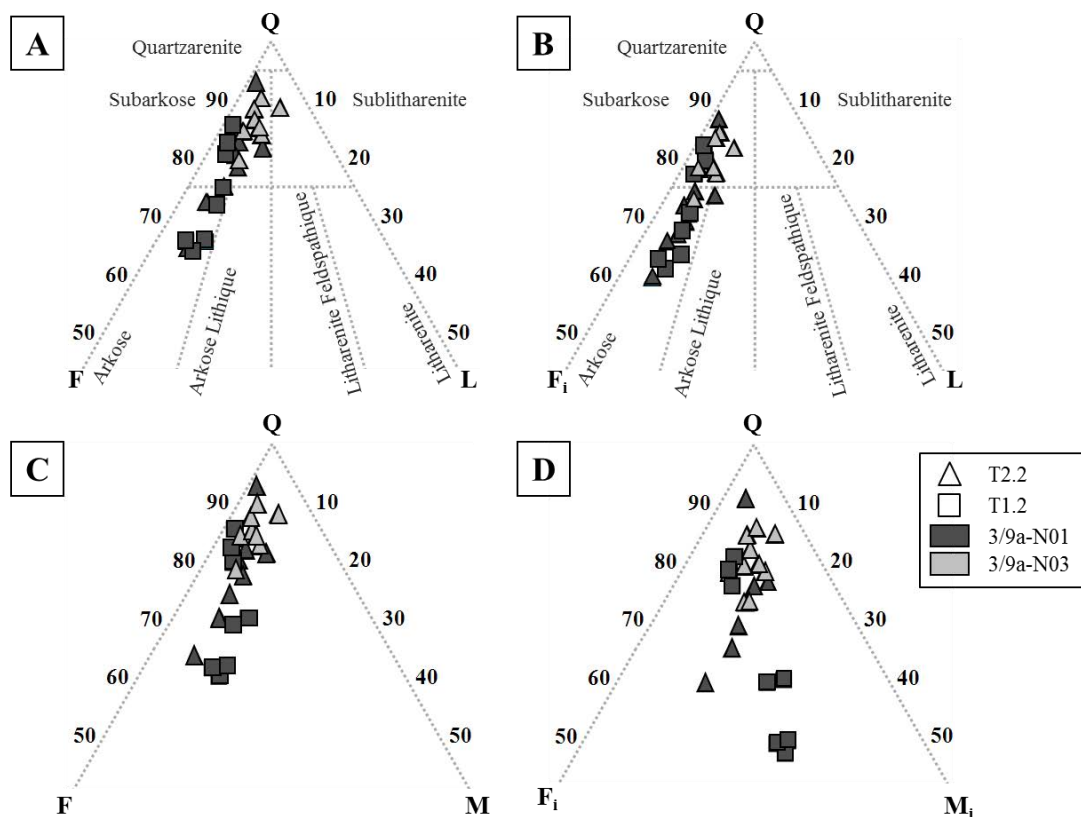 A
Q
Quartzarenite
Subarkose
90
10
Sublitharenite
80
20
70
30
60
40
50
50
Arkose
Arkose Lithique
Litharenite Feldspathique
Litharenite
F
L
B
Q
Quartzarenite
Subarkose
90
10
Sublitharenite
80
20
70
30
60
40
50
50
Arkose
Arkose Lithique
Litharenite Feldspathique
Litharenite
Fi
L
C
Q
90
10
80
20
70
30
60
40
50
50
F
M
D
Q
90
10
80
20
70
30
60
40
50
50
Fi
Mi
T2.2
T1.2
3/9a-N01
3/9a-N03